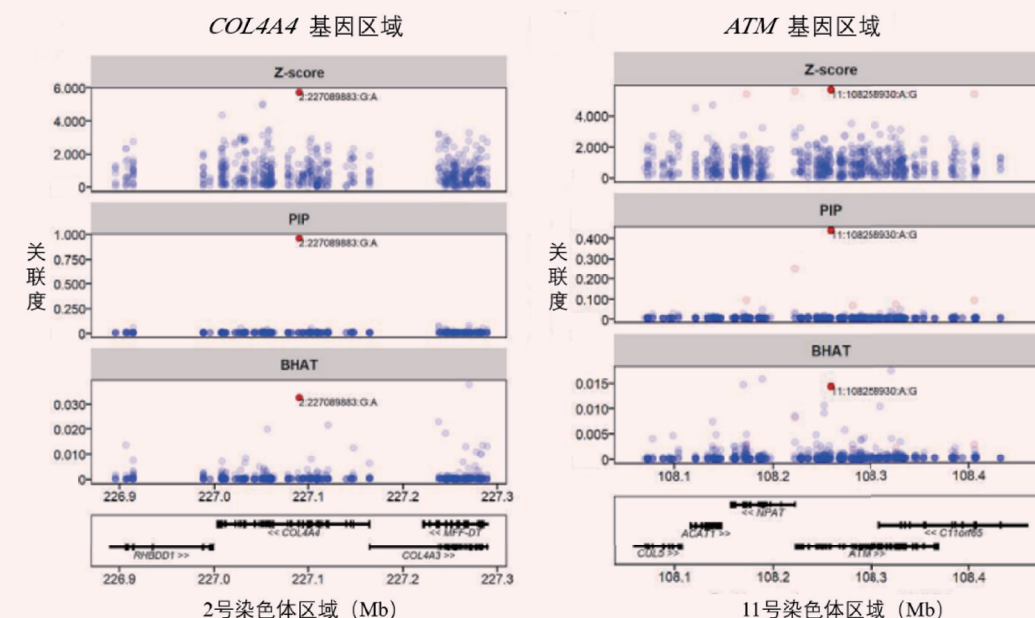 COL4A4 基因区域
Z-score
6.000
4.000
2.000
0
2:227089883:G:A
PIP
1.000
0.750
0.500
0.250
0
2:227089883:G:A
关联度
BHAT
0.030
0.020
0.010
0
2:227089883:G:A
226.9 227.0 227.1 227.2 227.3
<< COL4A4
<< MFF-DT
RHBDD1 >>
COL4A3 >>
226.9 227.0 227.1 227.2 227.3
2号染色体区域（Mb）
ATM 基因区域
Z-score
4.000
2.000
0
11:108258930:A:G
PIP
0.400
0.300
0.200
0.100
0
11:108258930:A:G
关联度
BHAT
0.015
0.010
0.005
0
11:108258930:A:G
108.1 108.2 108.3 108.4
<< NPAT
ACAT1 >>
<< C11orf65
CUL5 >>
ATM >>
108.1 108.2 108.3 108.4
11号染色体区域（Mb）